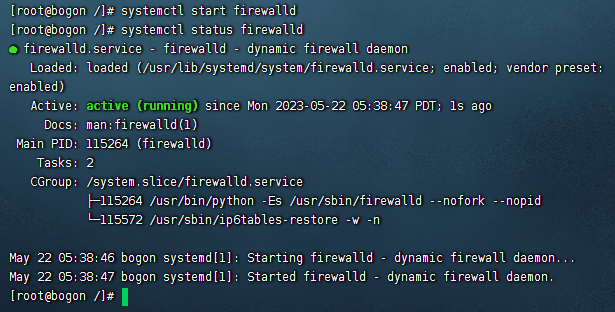 [root@bogon /]# systemctl start firewalld
[root@bogon /]# systemctl status firewalld
● firewalld.service - firewalld - dynamic firewall daemon
   Loaded: loaded (/usr/lib/systemd/system/firewalld.service; enabled; vendor preset:
enabled)
   Active: active (running) since Mon 2023-05-22 05:38:47 PDT; 1s ago
     Docs: man:firewalld(1)
 Main PID: 115264 (firewalld)
    Tasks: 2
   CGroup: /system.slice/firewalld.service
           ├─115264 /usr/bin/python -Es /usr/sbin/firewalld --nofork --nopid
           └─115572 /usr/sbin/ip6tables-restore -w -n

May 22 05:38:46 bogon systemd[1]: Starting firewalld - dynamic firewall daemon...
May 22 05:38:47 bogon systemd[1]: Started firewalld - dynamic firewall daemon.
[root@bogon /]#